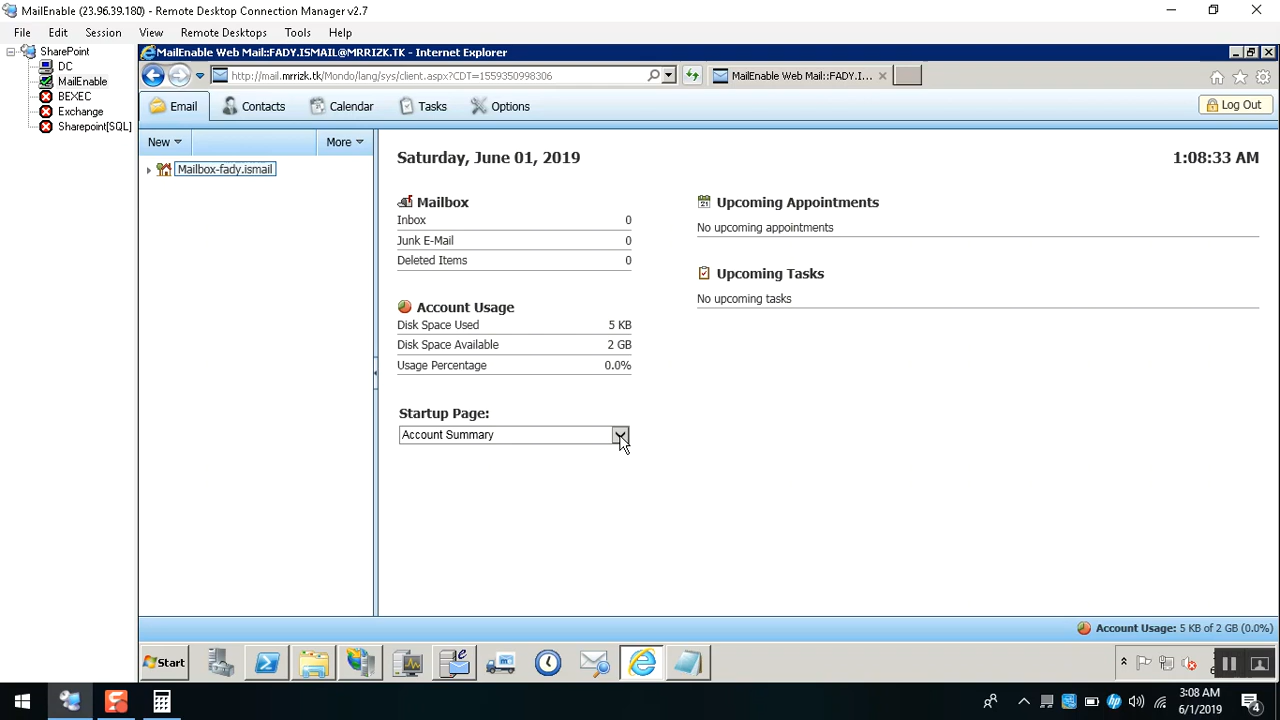 MailEnable (23.96.39.180) - Remote Desktop Connection Manager v2.7
File Edit Session View Remote Desktops Tools Help
SharePoint
DC
MailEnable
BEXEC
Exchange
Sharepoint[SQL]
MailEnable Web Mail::FADY.ISMAIL@MRRIZK.TK - Internet Explorer
http://mail.mrrizk.tk/Mondo/lang/sys/client.aspx?CDT=1559350998306
MailEnable Web Mail::FADY.I...
Email Contacts Calendar Tasks Options Log Out
New More
Mailbox-fady.ismail
Saturday, June 01, 2019 1:08:33 AM
Mailbox
Inbox 0
Junk E-Mail 0
Deleted Items 0
Account Usage
Disk Space Used 5 KB
Disk Space Available 2 GB
Usage Percentage 0.0%
Startup Page:
Account Summary
Upcoming Appointments
No upcoming appointments
Upcoming Tasks
No upcoming tasks
Account Usage: 5 KB of 2 GB (0.0%)
Start
3:08 AM
6/1/2019
4